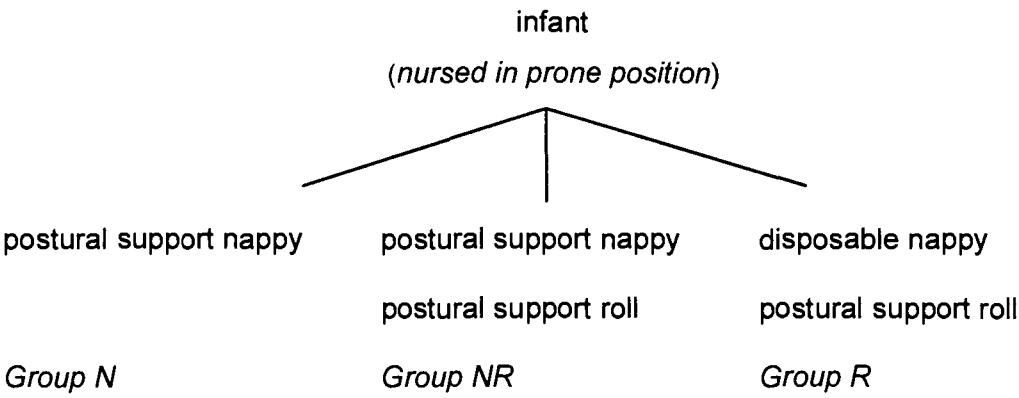 infant
(nursed in prone position)
postural support nappy postural support nappy disposable nappy
postural support roll postural support roll
Group N Group NR Group R